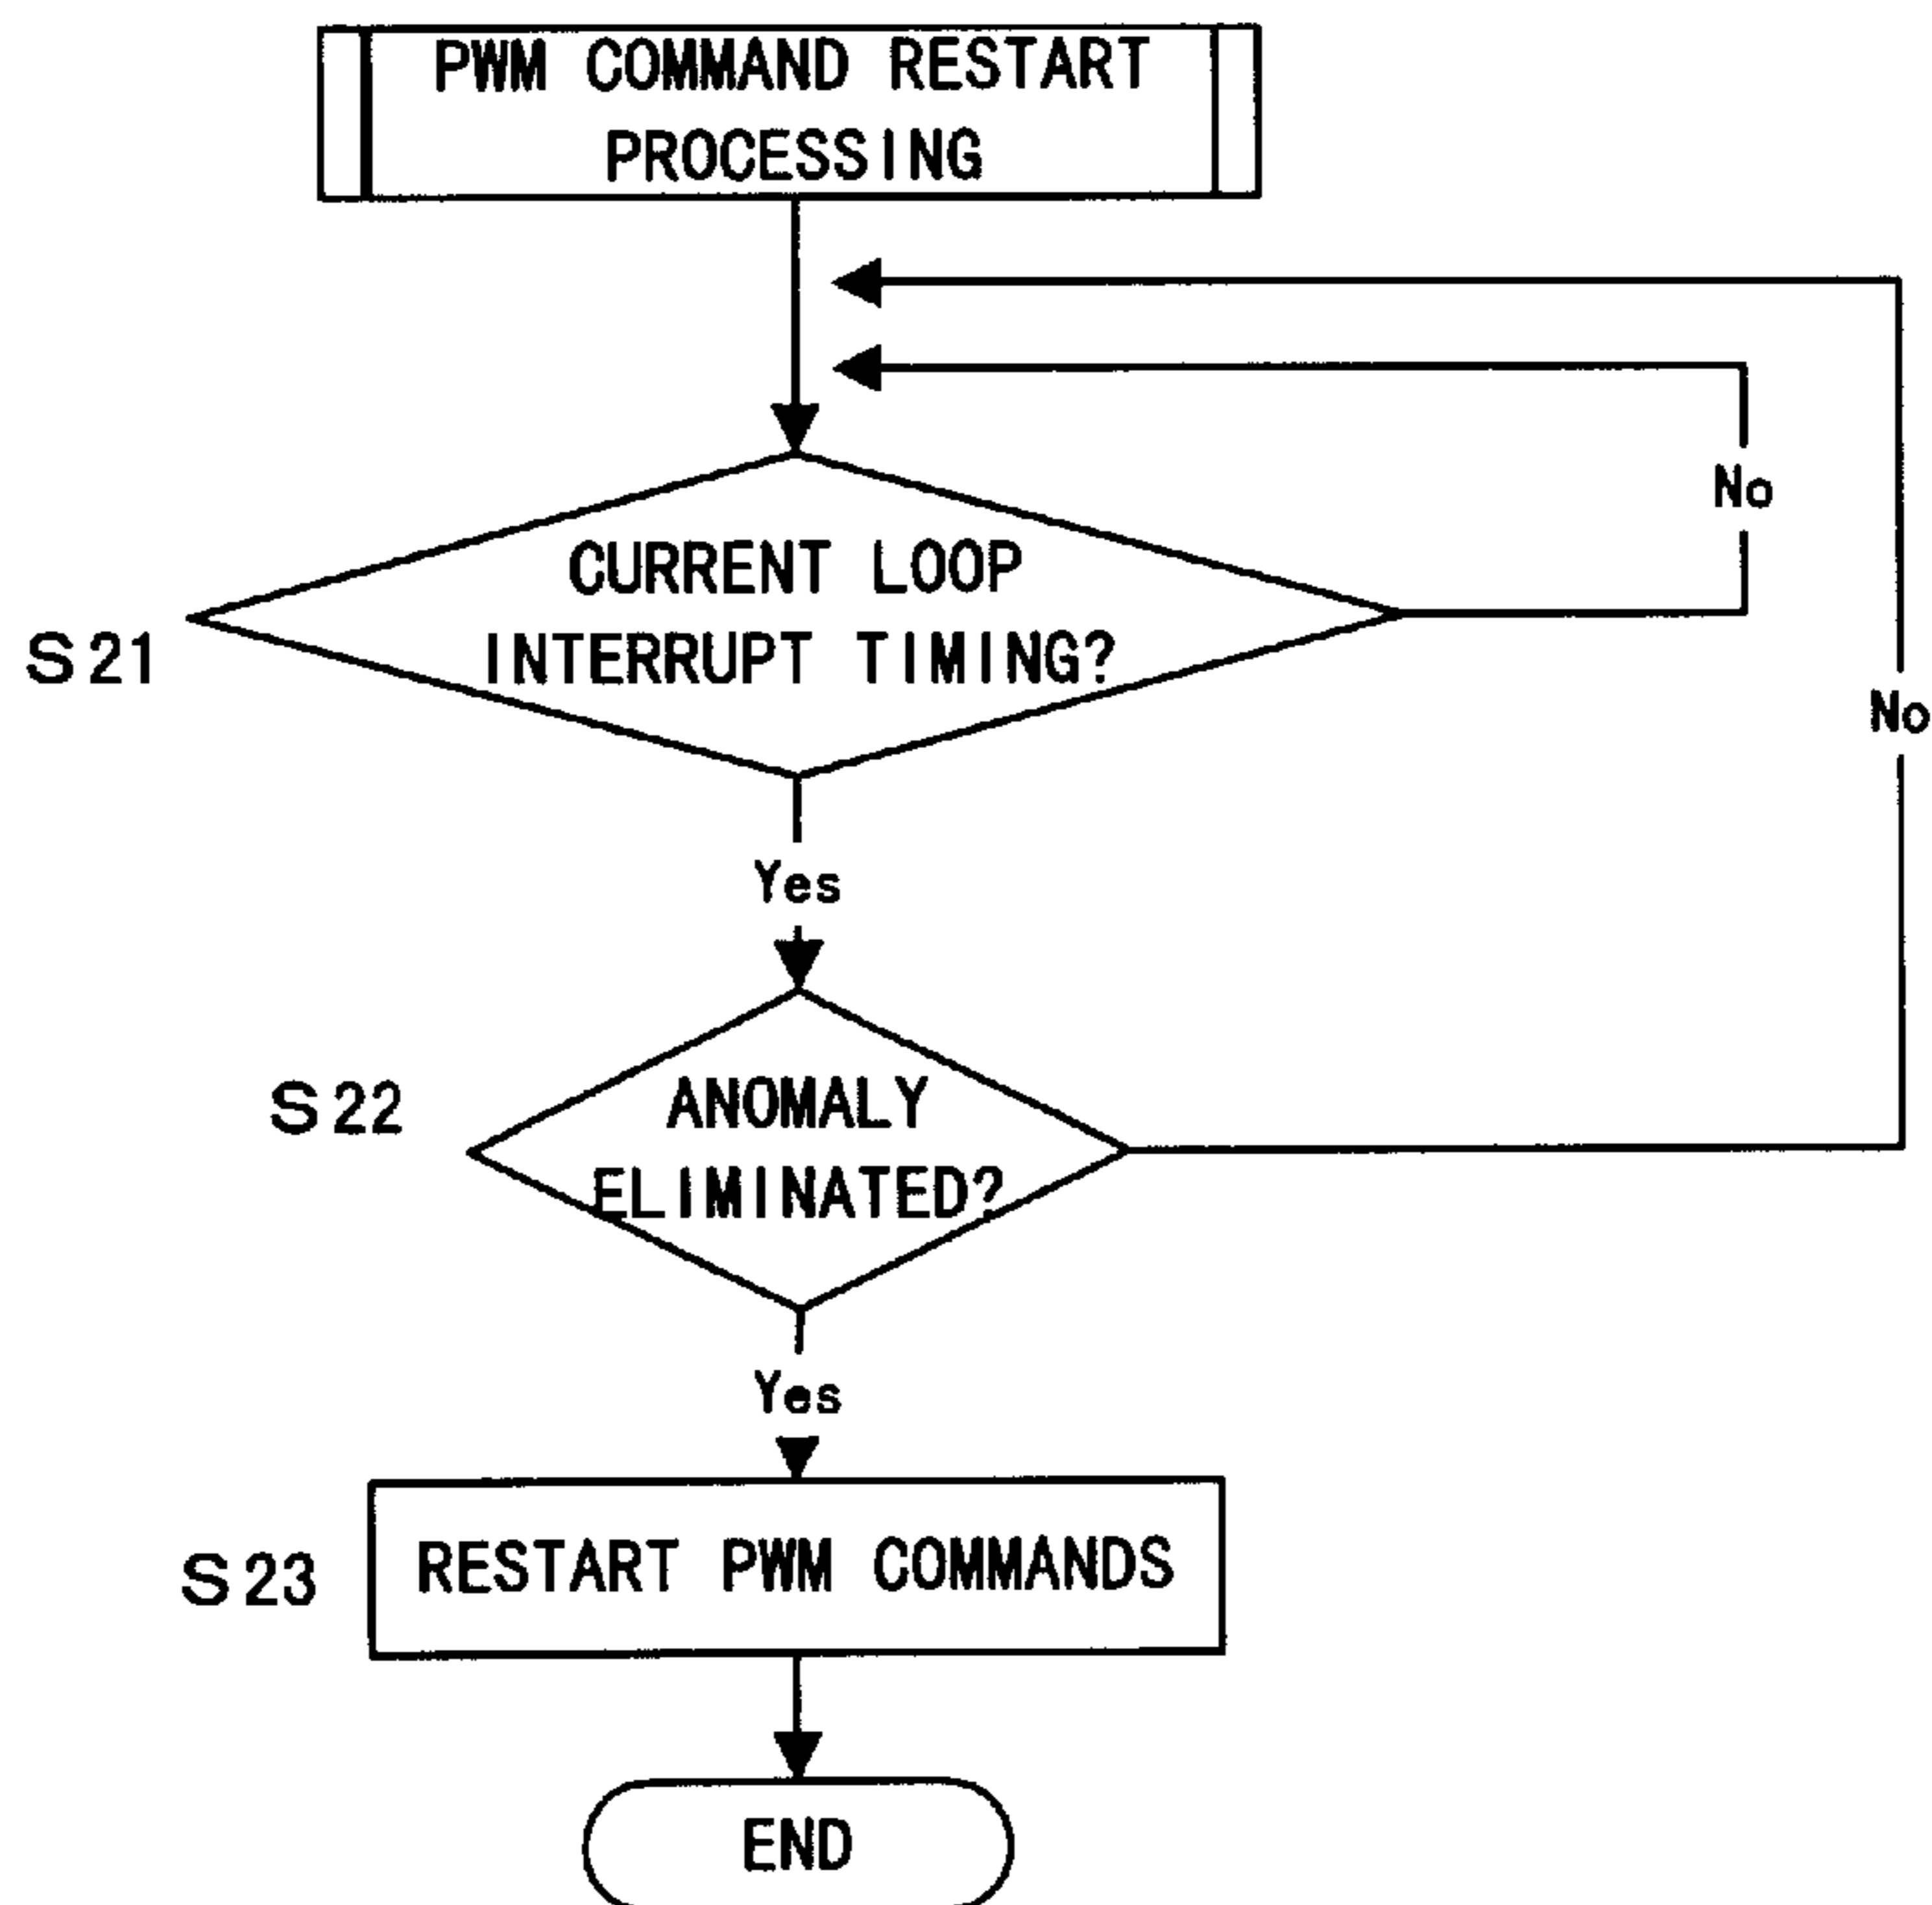 PWM COMMAND RESTART
PROCESSING
No
CURRENT LOOP
INTERRUPT TIMING?
S21
No
Yes
ANOMALY
ELIMINATED?
S22
Yes
RESTART PWM COMMANDS
S23
END